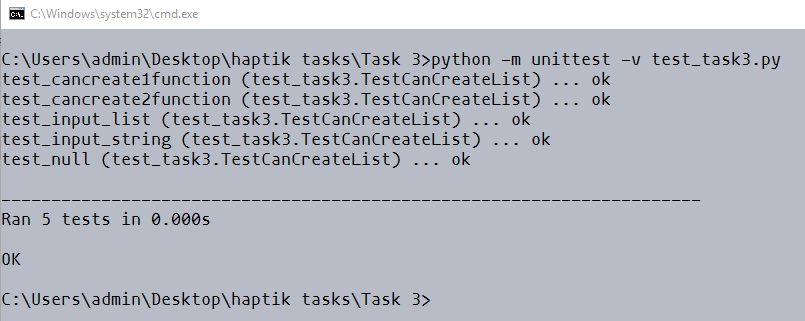 C:\Windows\system32\cmd.exe
C:\Users\admin\Desktop\haptik tasks\Task 3>python -m unittest -v test_task3.py
test_cancreate1function (test_task3.TestCanCreateList) ... ok
test_cancreate2function (test_task3.TestCanCreateList) ... ok
test_input_list (test_task3.TestCanCreateList) ... ok
test_input_string (test_task3.TestCanCreateList) ... ok
test_null (test_task3.TestCanCreateList) ... ok
----------------------------------------------------------------------
Ran 5 tests in 0.000s
OK
C:\Users\admin\Desktop\haptik tasks\Task 3>